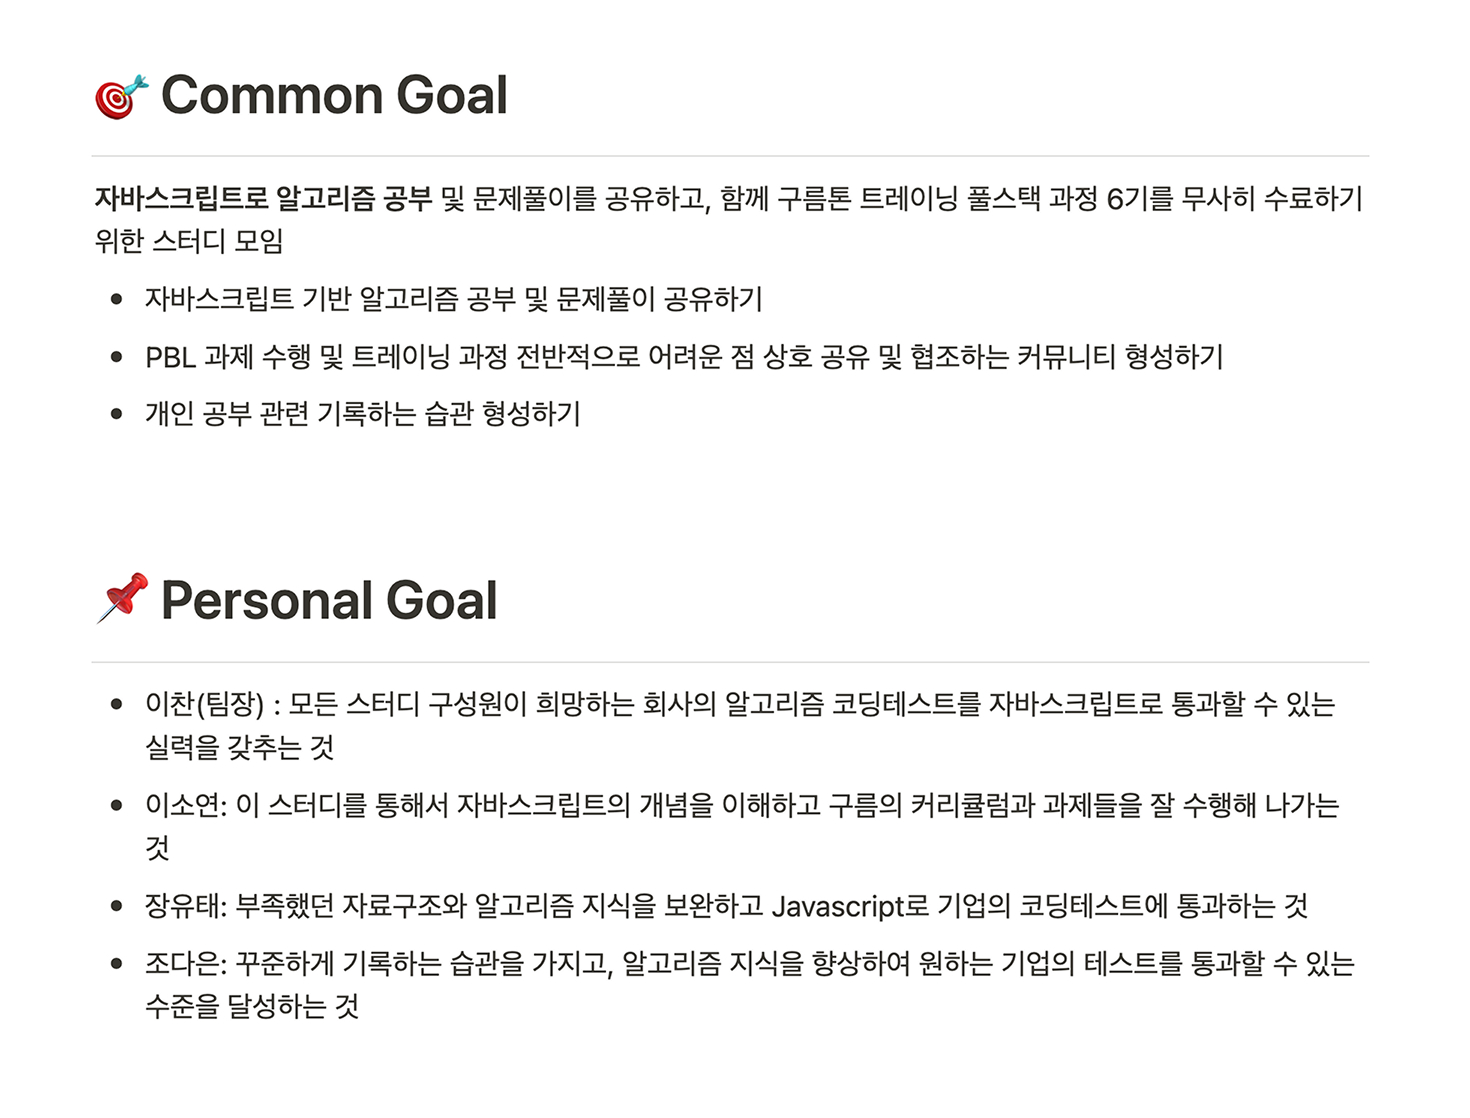 🎯 Common Goal
자바스크립트로 알고리즘 공부 및 문제풀이를 공유하고, 함께 구름톤 트레이닝 풀스택 과정 6기를 무사히 수료하기
위한 스터디 모임
• 자바스크립트 기반 알고리즘 공부 및 문제풀이 공유하기
• PBL 과제 수행 및 트레이닝 과정 전반적으로 어려운 점 상호 공유 및 협조하는 커뮤니티 형성하기
• 개인 공부 관련 기록하는 습관 형성하기
📌 Personal Goal
• 이찬(팀장) : 모든 스터디 구성원이 희망하는 회사의 알고리즘 코딩테스트를 자바스크립트로 통과할 수 있는
실력을 갖추는 것
• 이소연: 이 스터디를 통해서 자바스크립트의 개념을 이해하고 구름의 커리큘럼과 과제들을 잘 수행해 나가는
것
• 장유태: 부족했던 자료구조와 알고리즘 지식을 보완하고 Javascript로 기업의 코딩테스트에 통과하는 것
• 조다은: 꾸준하게 기록하는 습관을 가지고, 알고리즘 지식을 향상하여 원하는 기업의 테스트를 통과할 수 있는
수준을 달성하는 것